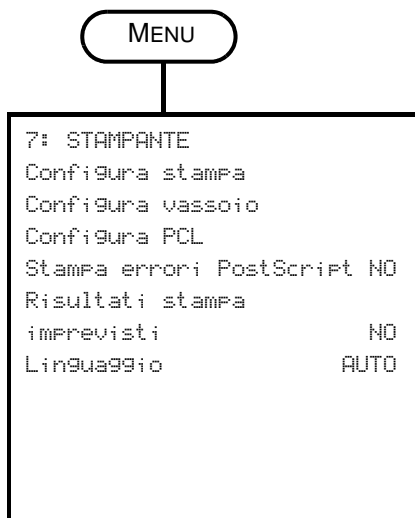 MENU
7: STAMPANTE
Configura stampa
Configura vassoio
Configura PCL
Stampa errori PostScript NO
Risultati stampa
imprevisti NO
Linguaggio AUTO